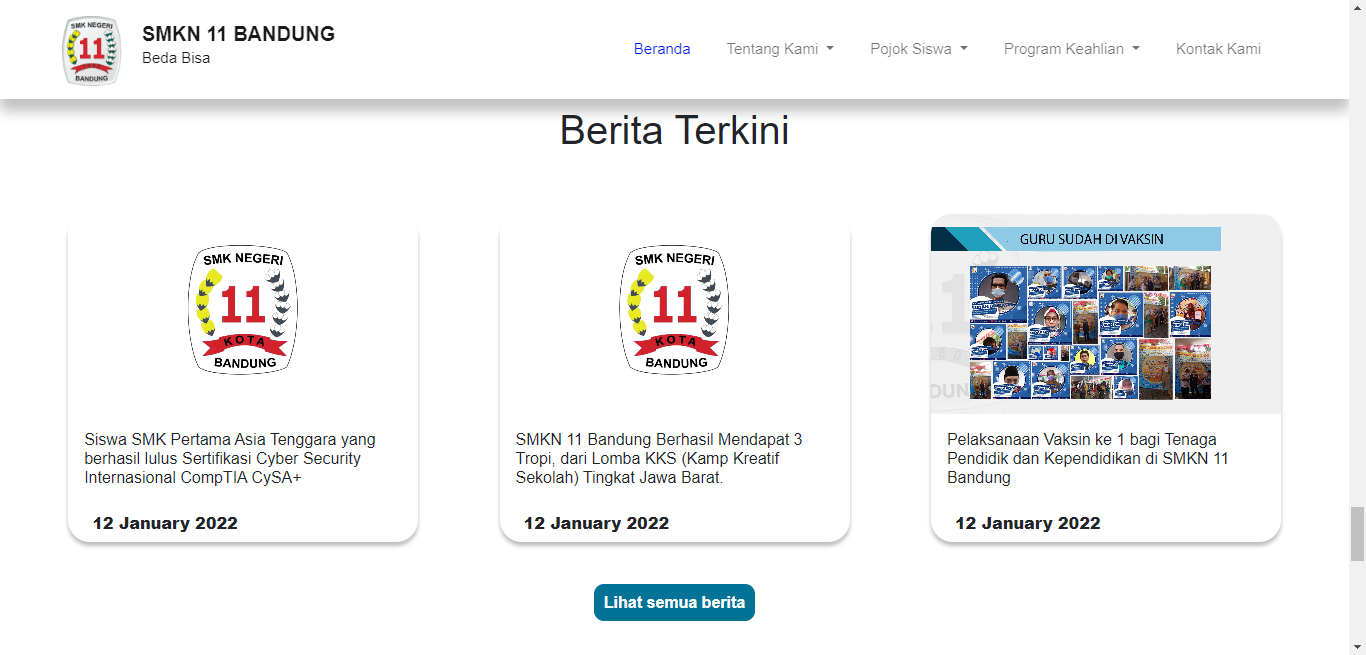 SMK NEGERI
11
BANDUNG
SMKN 11 BANDUNG
Beda Bisa
Beranda
Tentang Kami
Pojok Siswa
Program Keahlian
Kontak Kami
Berita Terkini
SMK NEGERI
11
KOTA
BANDUNG
Siswa SMK Pertama Asia Tenggara yang
berhasil lulus Sertifikasi Cyber Security
Internasional CompTIA CySA+
12 January 2022
SMK NEGERI
11
KOTA
BANDUNG
SMKN 11 Bandung Berhasil Mendapat 3
Tropi, dari Lomba KKS (Kamp Kreatif
Sekolah) Tingkat Jawa Barat.
12 January 2022
GURU SUDAH DI VAKSIN
Pelaksanaan Vaksin ke 1 bagi Tenaga
Pendidik dan Kependidikan di SMKN 11
Bandung
12 January 2022
Lihat semua berita